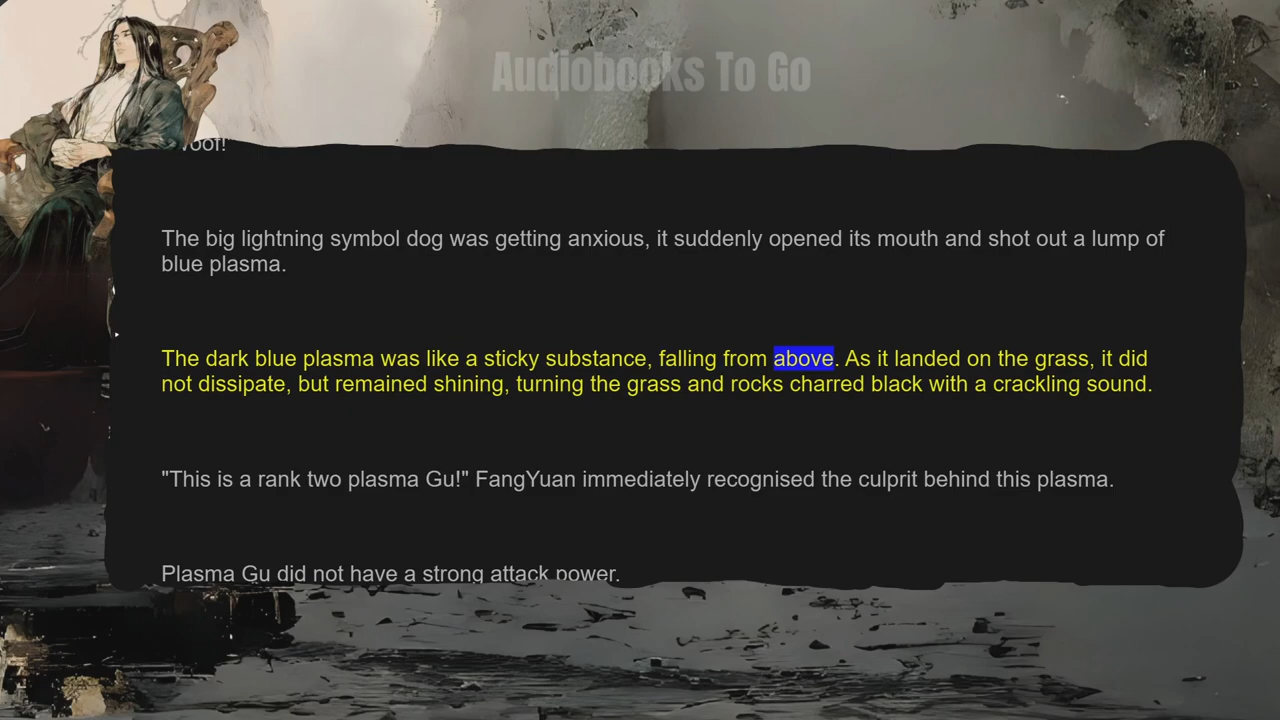 Audiobooks To Go
The big lightning symbol dog was getting anxious, it suddenly opened its mouth and shot out a lump of
blue plasma.
The dark blue plasma was like a sticky substance, falling from above. As it landed on the grass, it did
not dissipate, but remained shining, turning the grass and rocks charred black with a crackling sound.
"This is a rank two plasma Gu!" FangYuan immediately recognised the culprit behind this plasma.
Plasma Gu did not have a strong attack power.